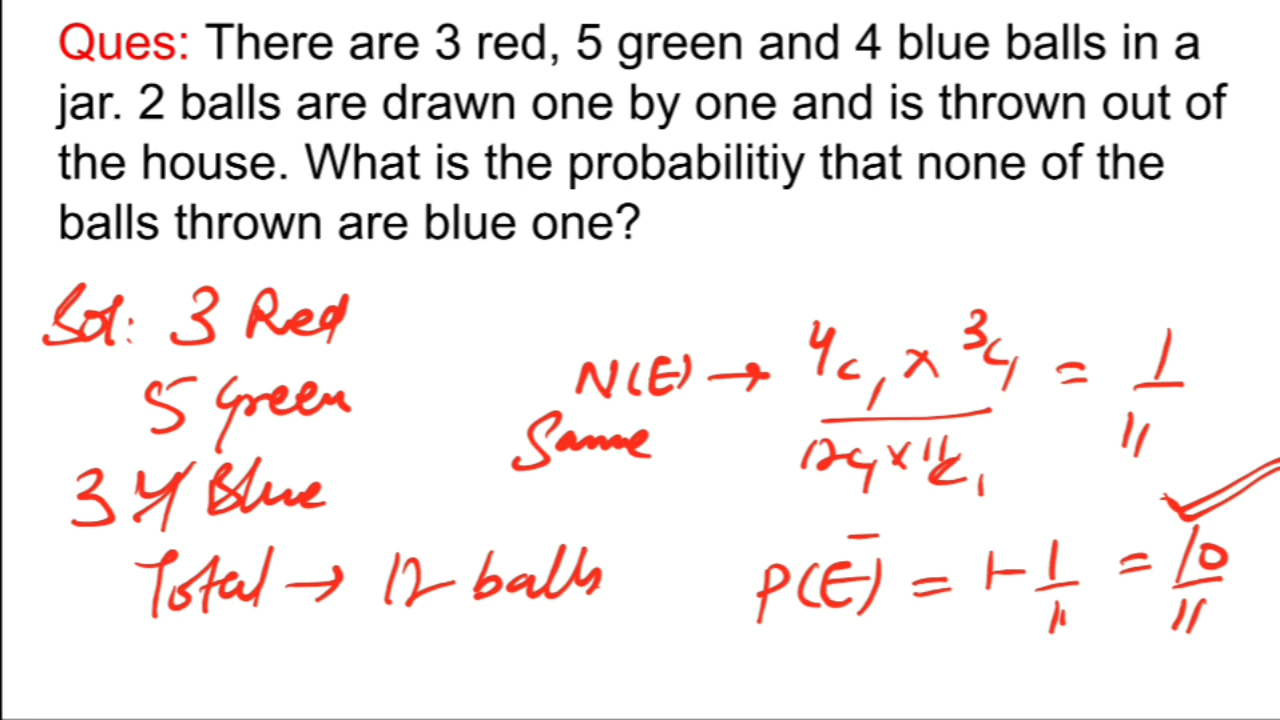 Ques: There are 3 red, 5 green and 4 blue balls in a
jar. 2 balls are drawn one by one and is thrown out of
the house. What is the probabilitiy that none of the
balls thrown are blue one?
Sol: 3 Red
5 Green
3 4 Blue
Total → 12 balls
N(E) → 4c₁ × 3c₁ / 12c₁ × 11c₁ = 1/11
Same
P(Ē) = 1 - 1/11 = 10/11